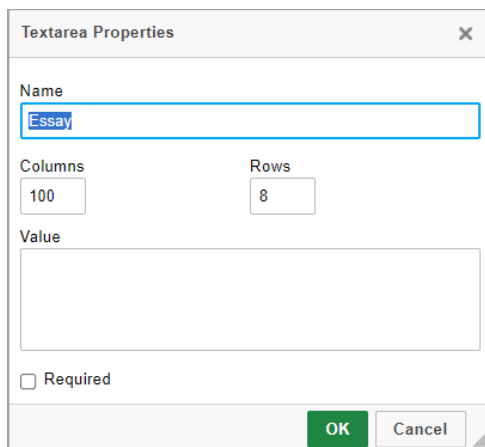 Textarea Properties
Name
Essay
Columns Rows
100 8
Value
Required
OK Cancel